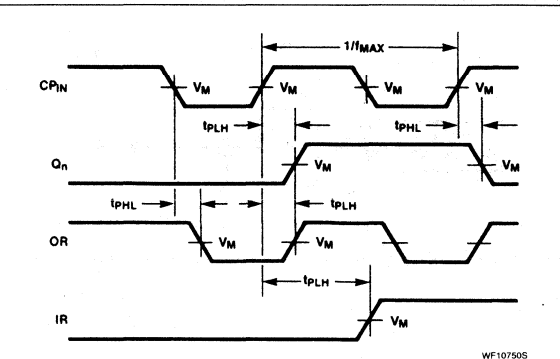 1/fMAX
CPIN
VM VM VM VM
tPLH tPHL
Qn
VM VM
tPHL tPLH
OR
VM VM
tPLH
IR
VM
WF10750S